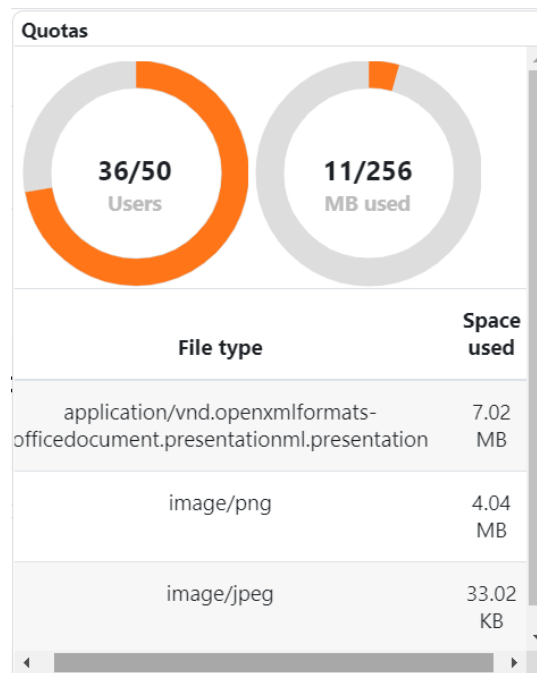 Quotas
36/50
Users
11/256
MB used
File type
Space
used
application/vnd.openxmlformats-
officedocument.presentationml.presentation
7.02
MB
image/png
4.04
MB
image/jpeg
33.02
KB